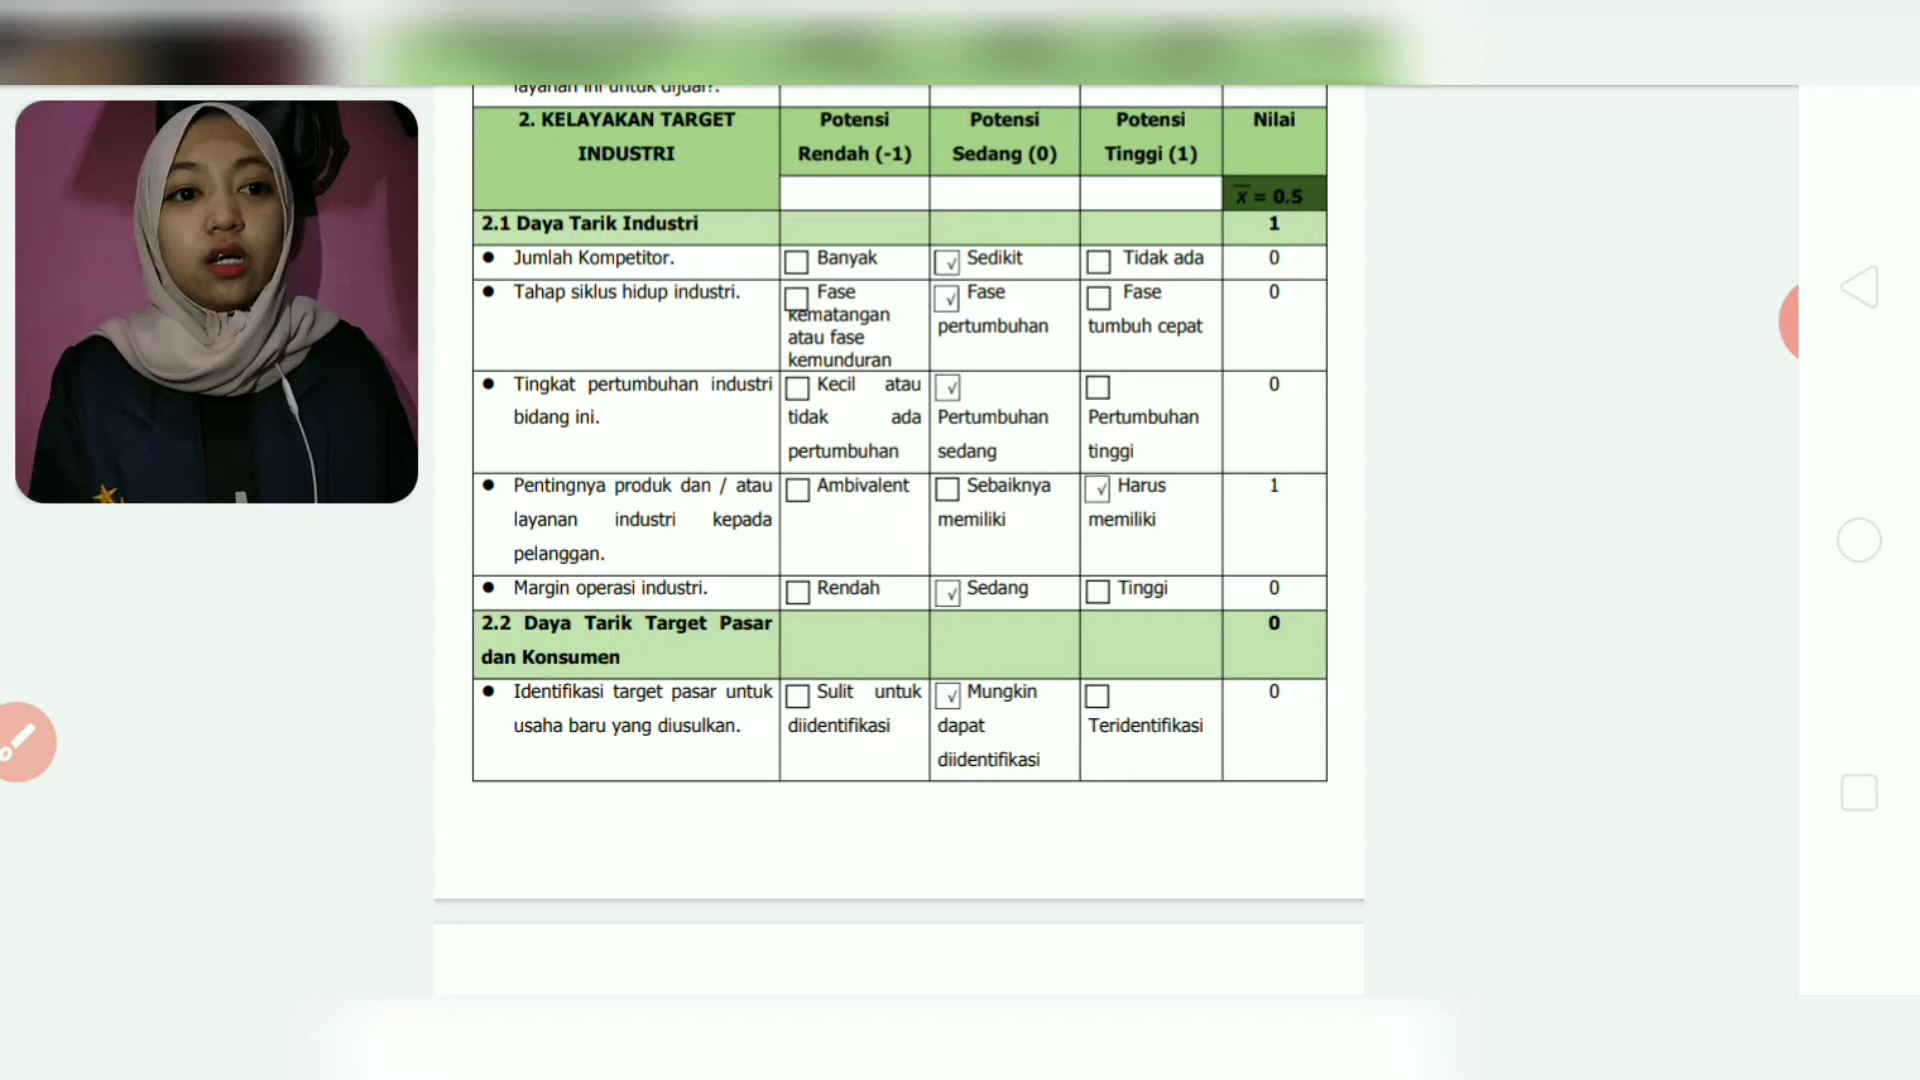 layanan ini untuk dijual?.
2. KELAYAKAN TARGET INDUSTRI
Potensi Rendah (-1)
Potensi Sedang (0)
Potensi Tinggi (1)
Nilai
x = 0.5
2.1 Daya Tarik Industri
1
● Jumlah Kompetitor.
Banyak
√ Sedikit
Tidak ada
0
● Tahap siklus hidup industri.
Fase
kematangan
atau fase
kemunduran
√ Fase
pertumbuhan
Fase
tumbuh cepat
0
● Tingkat pertumbuhan industri
bidang ini.
Kecil atau
tidak ada
pertumbuhan
√
Pertumbuhan
sedang
Pertumbuhan
tinggi
0
● Pentingnya produk dan / atau
layanan industri kepada
pelanggan.
Ambivalent
Sebaiknya
memiliki
√ Harus
memiliki
1
● Margin operasi industri.
Rendah
√ Sedang
Tinggi
0
2.2 Daya Tarik Target Pasar
dan Konsumen
0
● Identifikasi target pasar untuk
usaha baru yang diusulkan.
Sulit untuk
diidentifikasi
√ Mungkin
dapat
diidentifikasi
Teridentifikasi
0